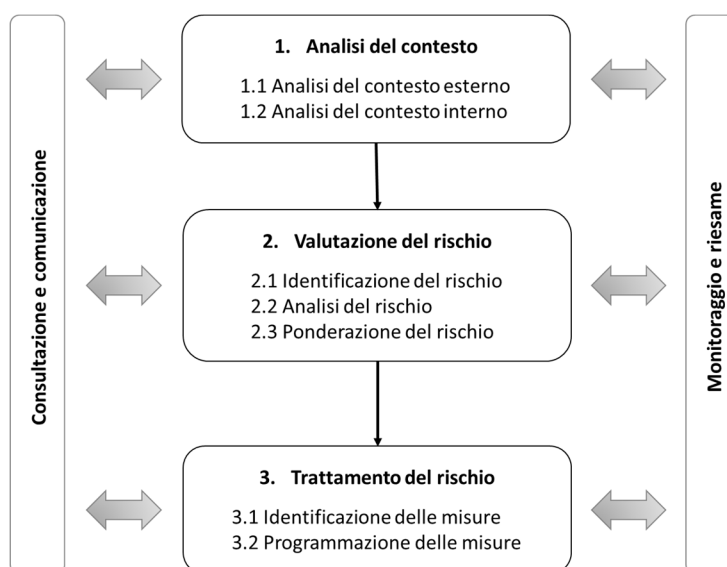 Consultazione e comunicazione
1. Analisi del contesto
1.1 Analisi del contesto esterno
1.2 Analisi del contesto interno
2. Valutazione del rischio
2.1 Identificazione del rischio
2.2 Analisi del rischio
2.3 Ponderazione del rischio
3. Trattamento del rischio
3.1 Identificazione delle misure
3.2 Programmazione delle misure
Monitoraggio e riesame